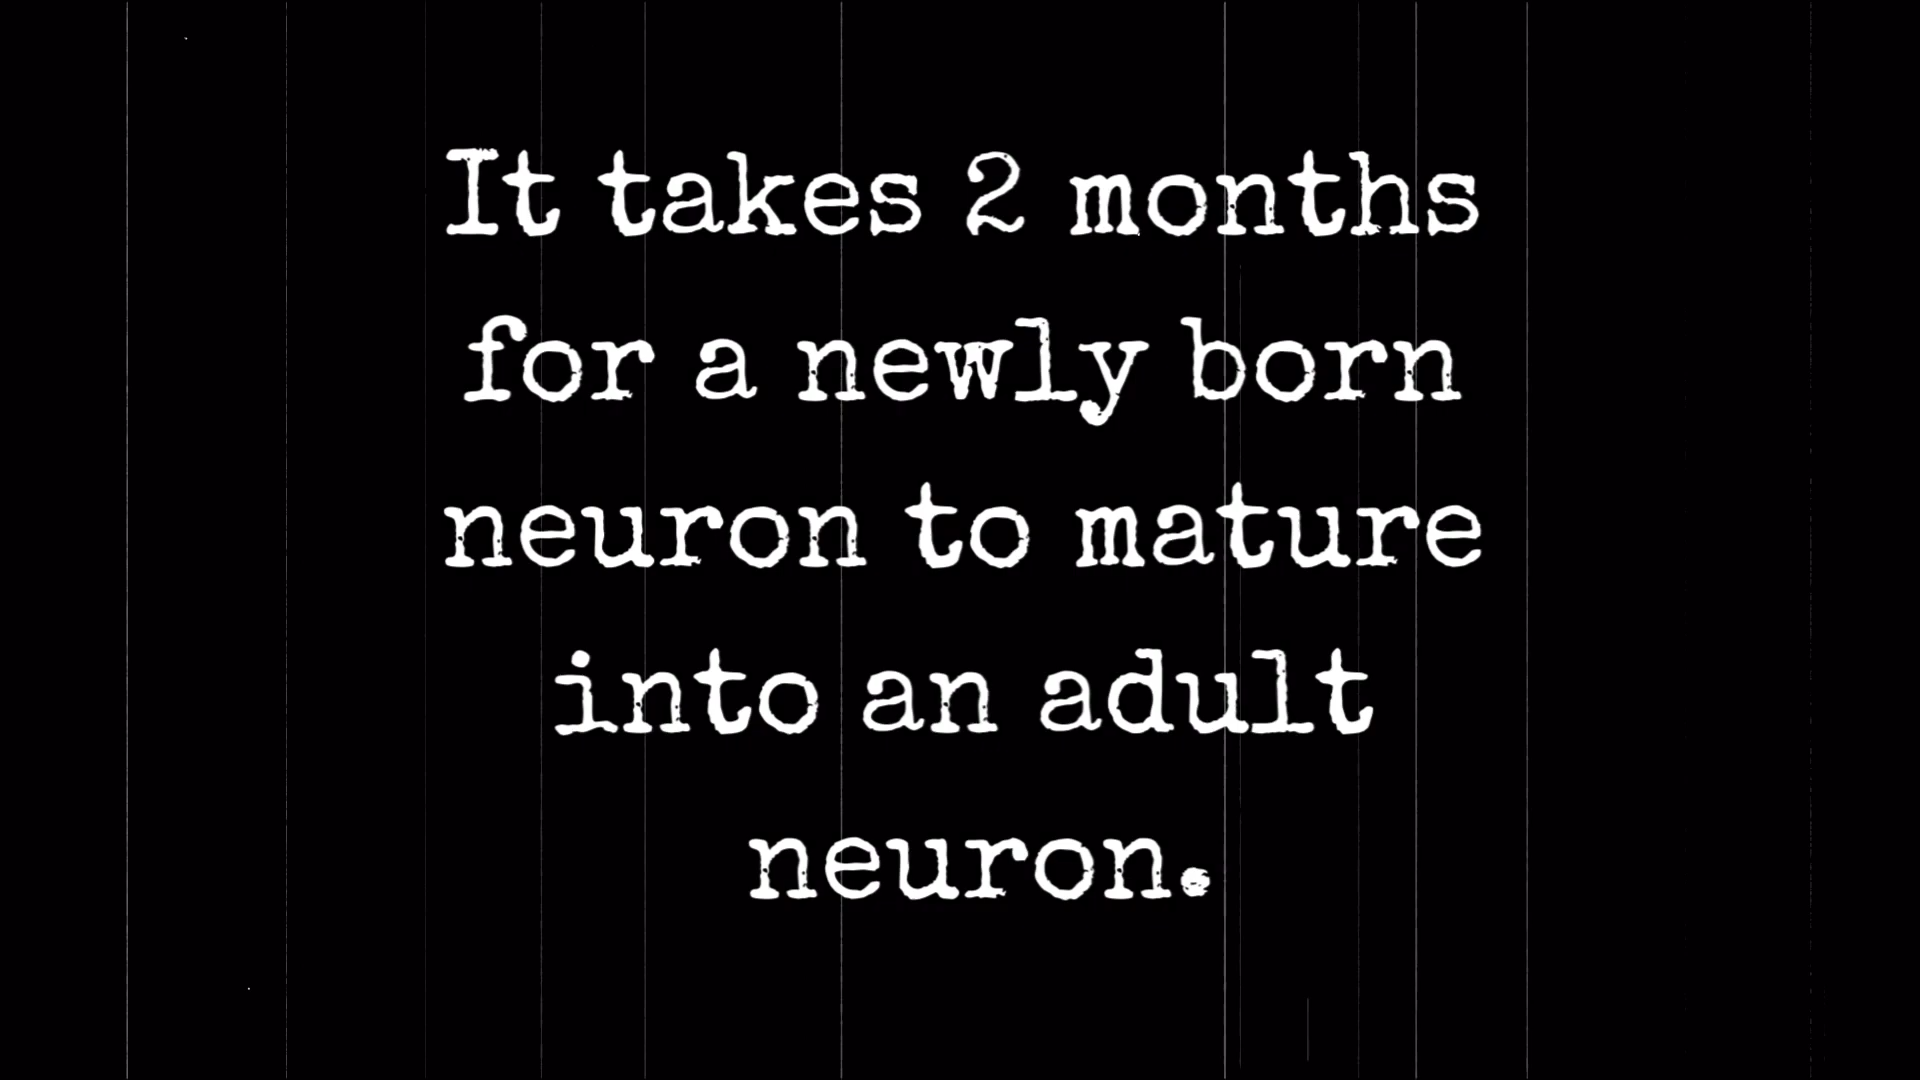 It takes 2 months
for a newly born
neuron to mature
into an adult
neuron.